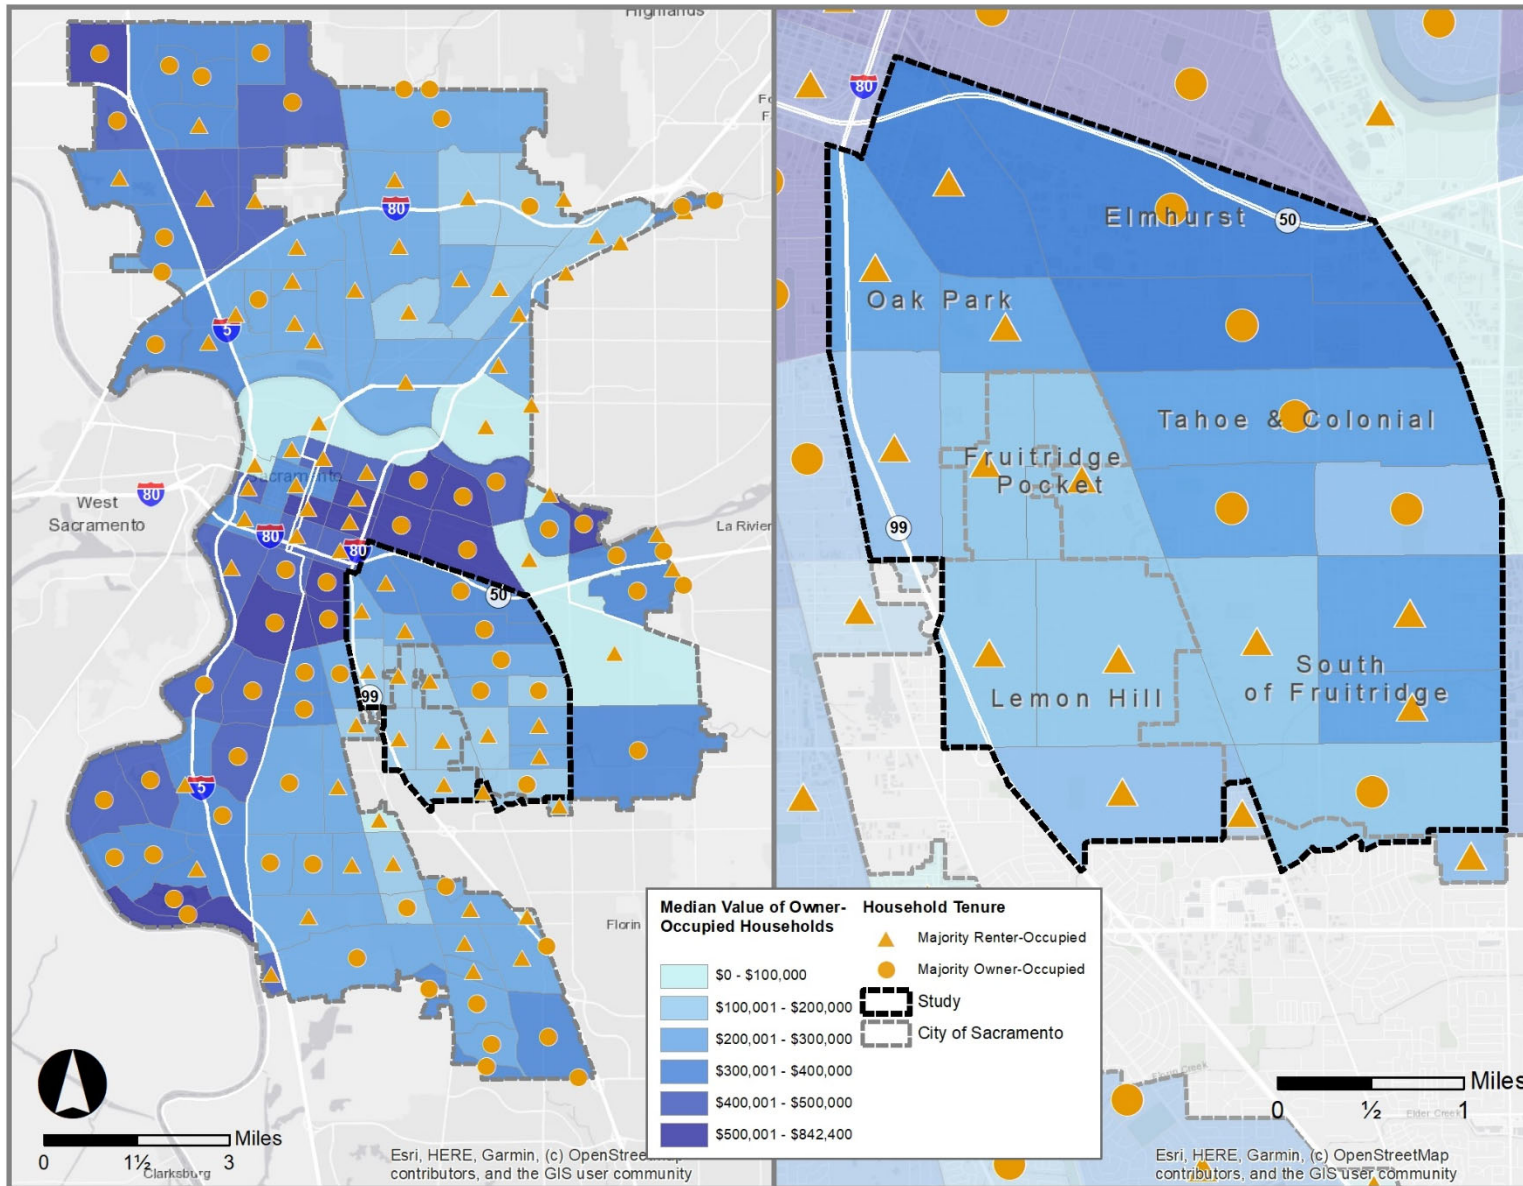 Highlands
80
West
Sacramento
80
5
Sacramento
80
80
La Rivier
50
99
5
Florin
Miles
0
1½
3
Clarksburg
Esri, HERE, Garmin, (c) OpenStreetMap
contributors, and the GIS user community
80
Elmhurst
50
Oak Park
Tahoe & Colonial
Fruitridge
Pocket
99
South
of Fruitridge
Lemon Hill
Median Value of Owner-
Occupied Households
$0 - $100,000
$100,001 - $200,000
$200,001 - $300,000
$300,001 - $400,000
$400,001 - $500,000
$500,001 - $842,400
Household Tenure
Majority Renter-Occupied
Majority Owner-Occupied
Study
City of Sacramento
Florin Creek
Miles
0
½
1
Elder Creek
Esri, HERE, Garmin, (c) OpenStreetMap
contributors, and the GIS user community